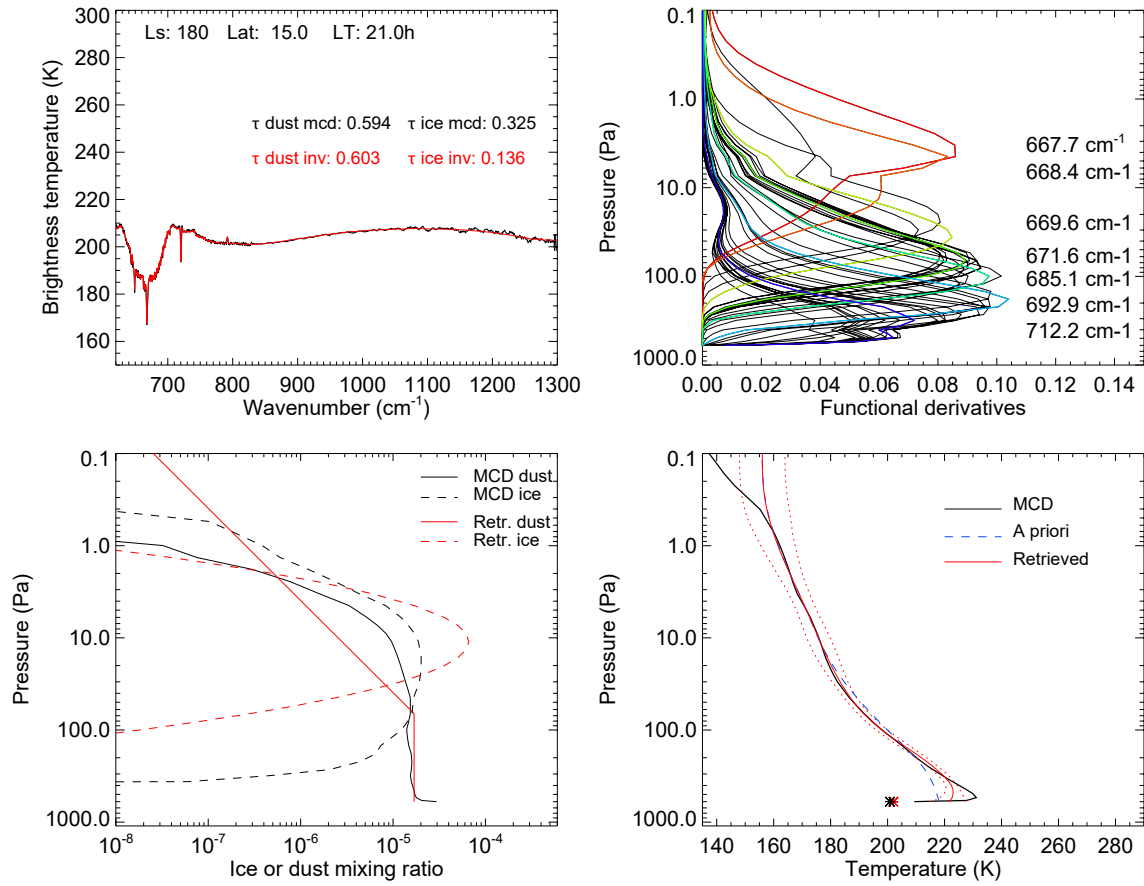 Ls: 180 Lat: 15.0 LT: 21.0h
τ dust mcd: 0.594 τ ice mcd: 0.325
τ dust inv: 0.603 τ ice inv: 0.136
300
280
260
240
220
200
180
160
Brightness temperature (K)
700 800 900 1000 1100 1200 1300
Wavenumber (cm⁻¹)
0.1
1.0
10.0
100.0
1000.0
Pressure (Pa)
667.7 cm⁻¹
668.4 cm-1
669.6 cm-1
671.6 cm-1
685.1 cm-1
692.9 cm-1
712.2 cm-1
0.00 0.02 0.04 0.06 0.08 0.10 0.12 0.14
Functional derivatives
0.1
1.0
10.0
100.0
1000.0
Pressure (Pa)
MCD dust
MCD ice
Retr. dust
Retr. ice
10⁻⁸ 10⁻⁷ 10⁻⁶ 10⁻⁵ 10⁻⁴
Ice or dust mixing ratio
0.1
1.0
10.0
100.0
1000.0
Pressure (Pa)
MCD
A priori
Retrieved
140 160 180 200 220 240 260 280
Temperature (K)